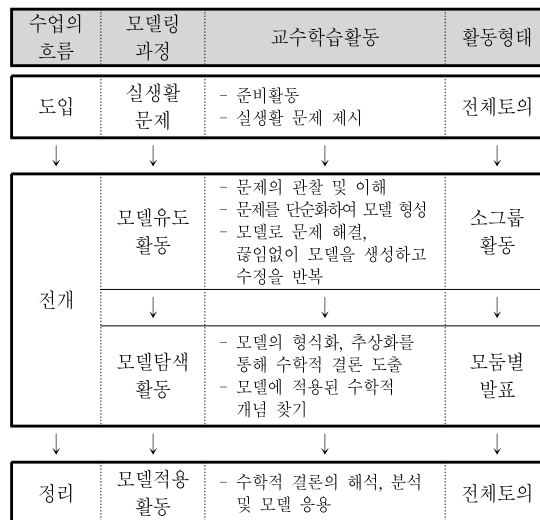 수업의
흐름
모델링
과정
교수학습활동
활동형태
도입
실생활
문제
- 준비활동
- 실생활 문제 제시
전체토의
↓ ↓ ↓ ↓
전개
모델유도
활동
- 문제의 관찰 및 이해
- 문제를 단순화하여 모델 형성
- 모델로 문제 해결,
끊임없이 모델을 생성하고
수정을 반복
소그룹
활동
↓ ↓ ↓
모델탐색
활동
- 모델의 형식화, 추상화를
통해 수학적 결론 도출
- 모델에 적용된 수학적
개념 찾기
모둠별
발표
↓ ↓ ↓ ↓
정리
모델적용
활동
- 수학적 결론의 해석, 분석
및 모델 응용
전체토의